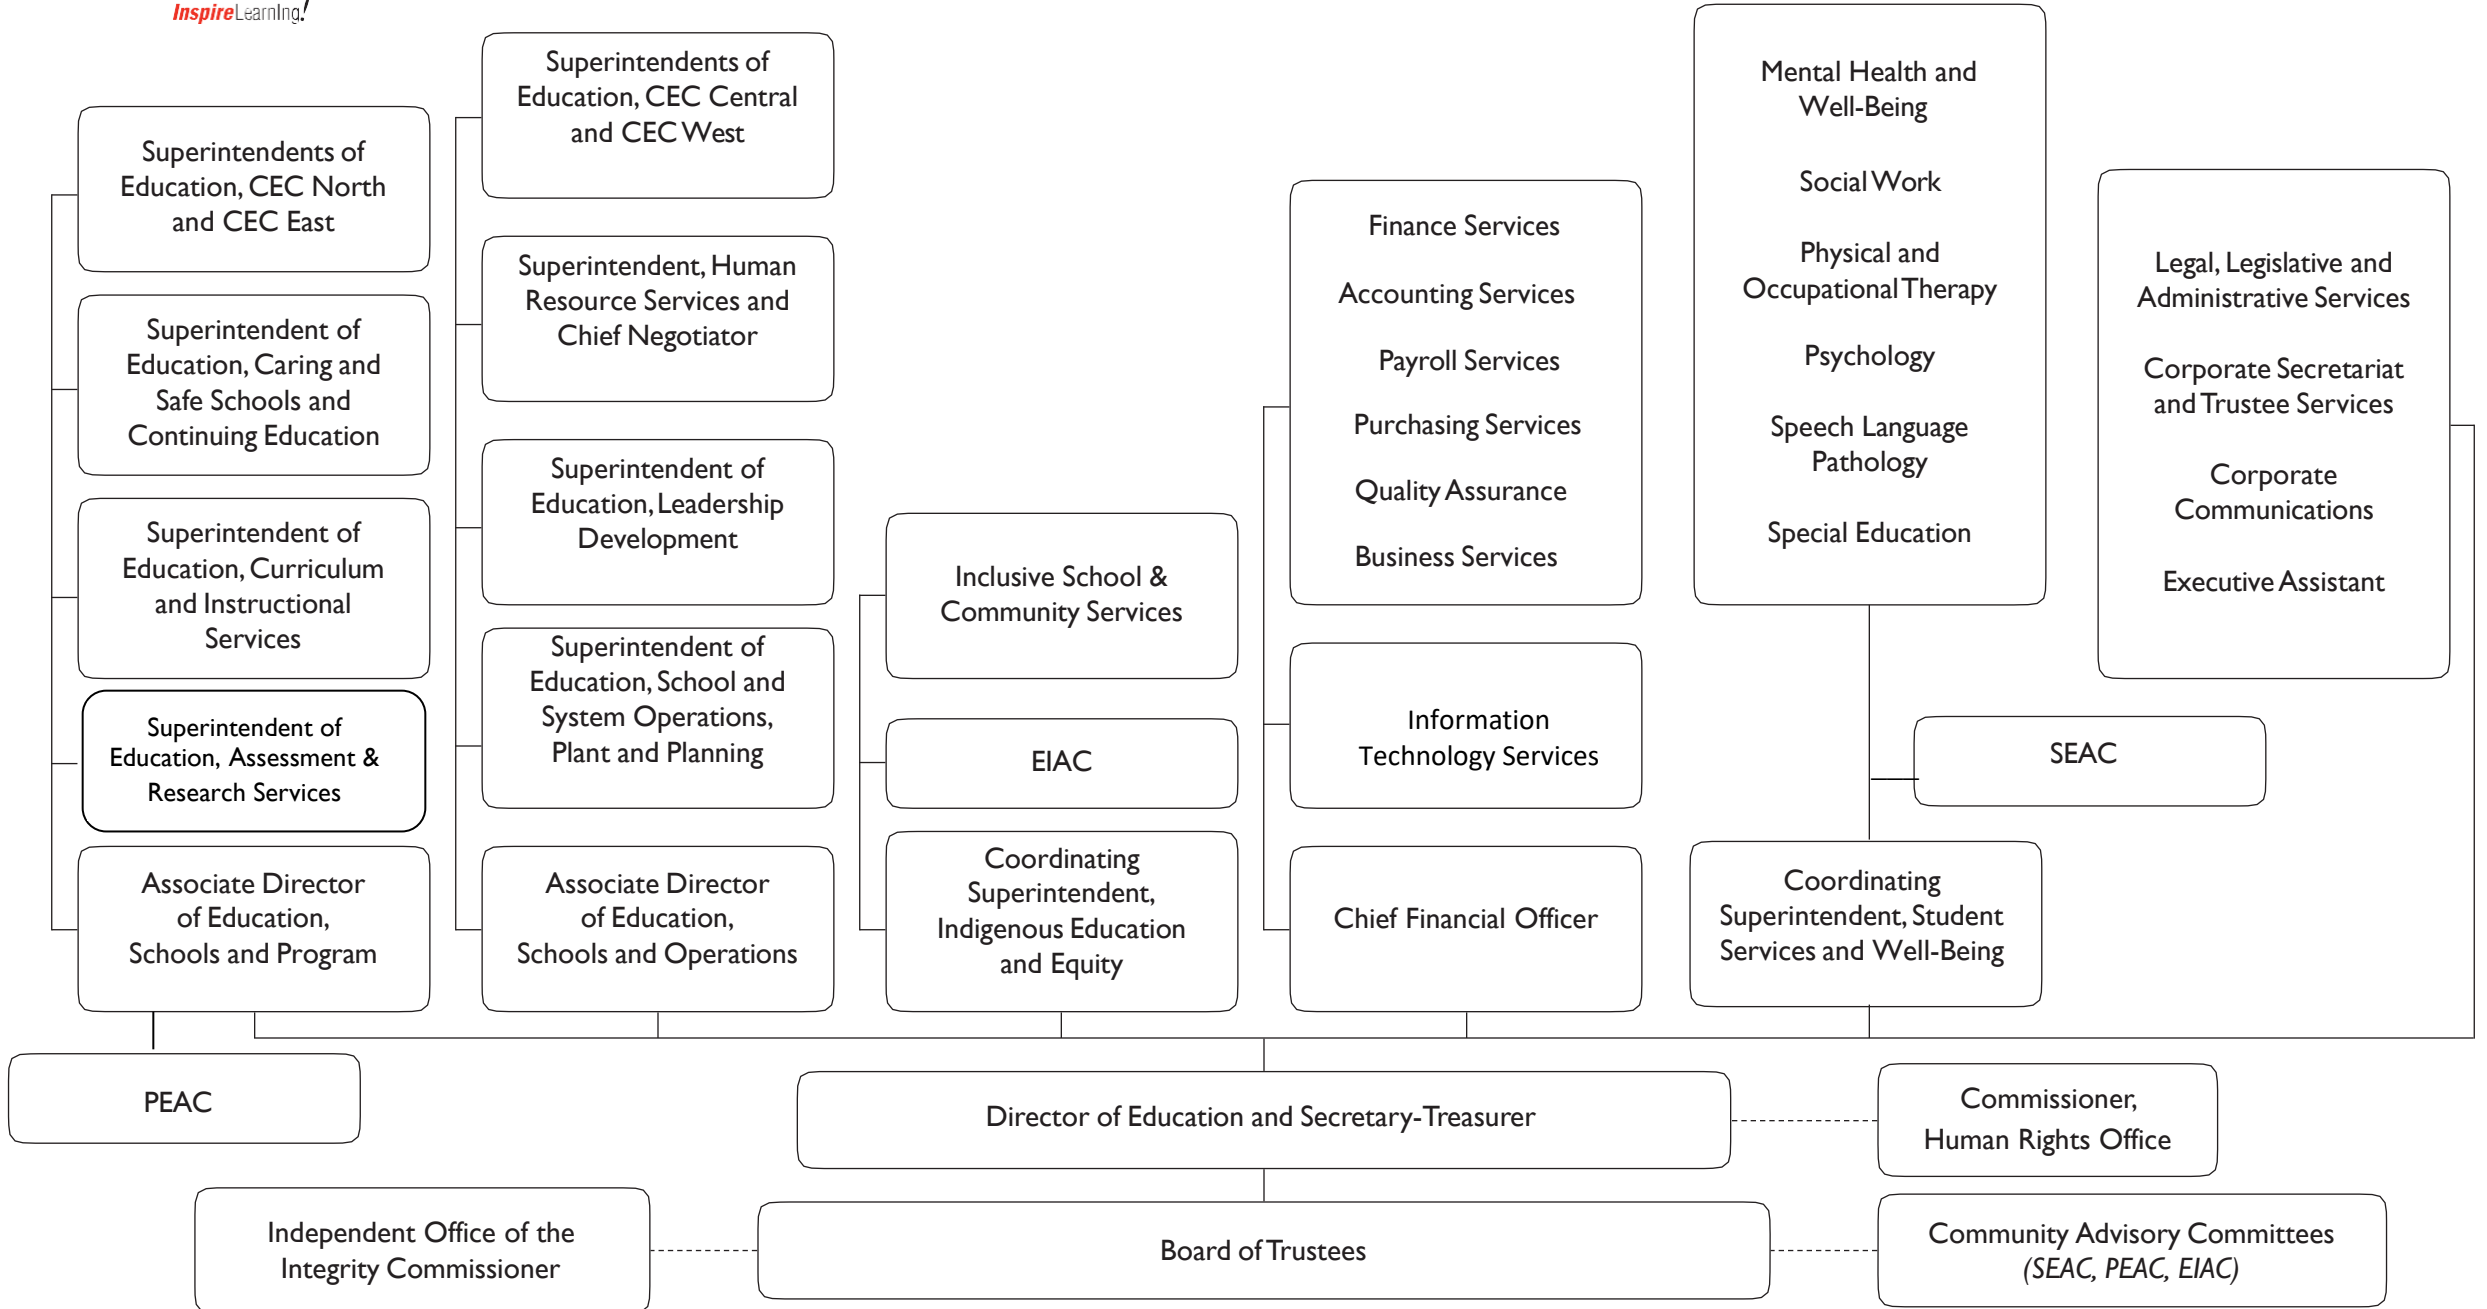 InspireLearning!
Superintendents of
Education, CEC North
and CEC East
Superintendent of
Education, Caring and
Safe Schools and
Continuing Education
Superintendent of
Education, Curriculum
and Instructional
Services
Superintendent of
Education, Assessment &
Research Services
Associate Director
of Education,
Schools and Program
PEAC
Superintendents of
Education, CEC Central
and CEC West
Superintendent, Human
Resource Services and
Chief Negotiator
Superintendent of
Education, Leadership
Development
Superintendent of
Education, School and
System Operations,
Plant and Planning
Associate Director
of Education,
Schools and Operations
Inclusive School &
Community Services
EIAC
Coordinating
Superintendent,
Indigenous Education
and Equity
Finance Services
Accounting Services
Payroll Services
Purchasing Services
Quality Assurance
Business Services
Information
Technology Services
Chief Financial Officer
Mental Health and
Well-Being
Social Work
Physical and
Occupational Therapy
Psychology
Speech Language
Pathology
Special Education
SEAC
Coordinating
Superintendent, Student
Services and Well-Being
Legal, Legislative and
Administrative Services
Corporate Secretariat
and Trustee Services
Corporate
Communications
Executive Assistant
Director of Education and Secretary-Treasurer
Commissioner,
Human Rights Office
Independent Office of the
Integrity Commissioner
Board of Trustees
Community Advisory Committees
(SEAC, PEAC, EIAC)